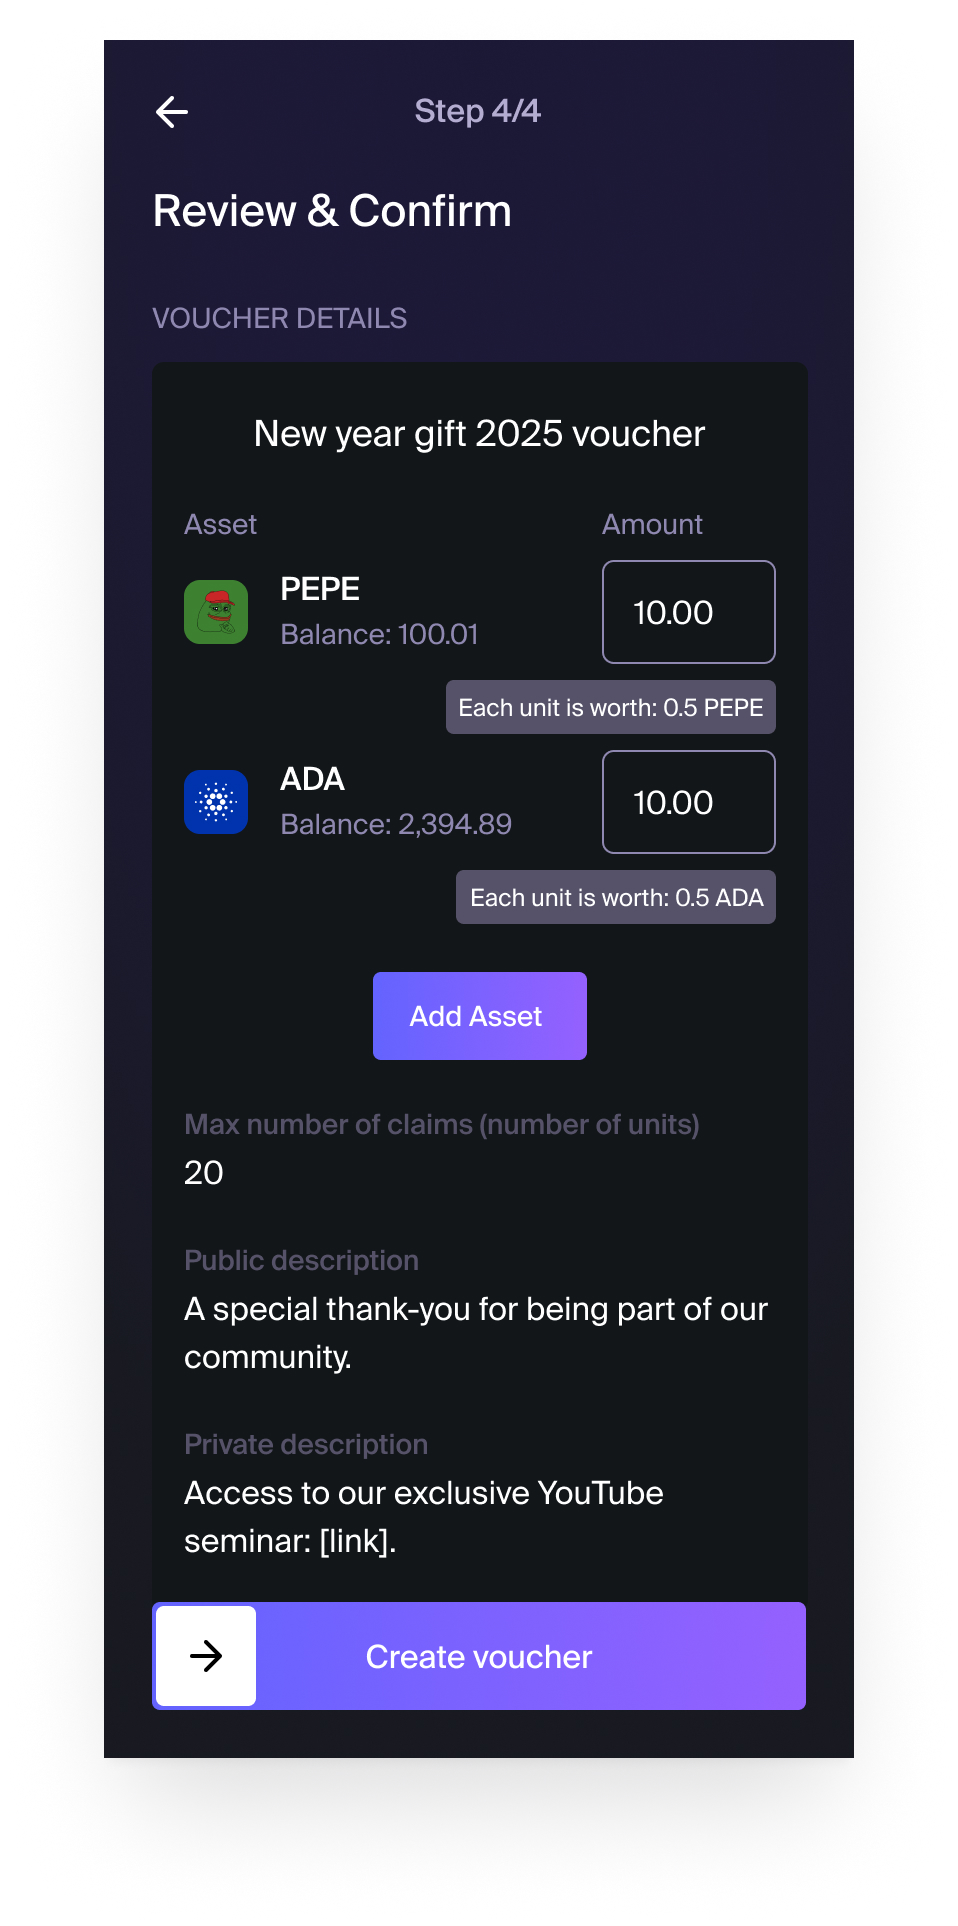 Step 4/4
Review & Confirm
VOUCHER DETAILS
New year gift 2025 voucher
Asset Amount
PEPE
Balance: 100.01
10.00
Each unit is worth: 0.5 PEPE
ADA
Balance: 2,394.89
10.00
Each unit is worth: 0.5 ADA
Add Asset
Max number of claims (number of units)
20
Public description
A special thank-you for being part of our
community.
Private description
Access to our exclusive YouTube
seminar: [link].
Create voucher